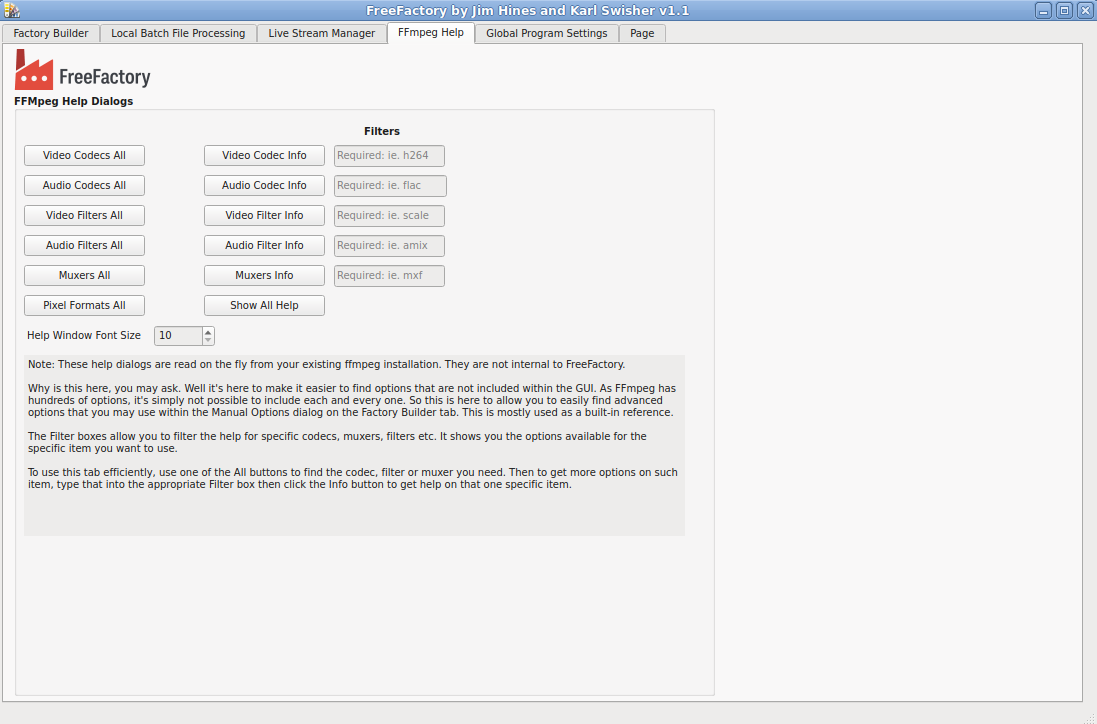 FreeFactory by Jim Hines and Karl Swisher v1.1
Factory Builder
Local Batch File Processing
Live Stream Manager
FFmpeg Help
Global Program Settings
Page
FreeFactory
FFMpeg Help Dialogs
Filters
Video Codecs All
Video Codec Info
Required: ie. h264
Audio Codecs All
Audio Codec Info
Required: ie. flac
Video Filters All
Video Filter Info
Required: ie. scale
Audio Filters All
Audio Filter Info
Required: ie. amix
Muxers All
Muxers Info
Required: ie. mxf
Pixel Formats All
Show All Help
Help Window Font Size
10
Note: These help dialogs are read on the fly from your existing ffmpeg installation. They are not internal to FreeFactory.
Why is this here, you may ask. Well it's here to make it easier to find options that are not included within the GUI. As FFmpeg has
hundreds of options, it's simply not possible to include each and every one. So this is here to allow you to easily find advanced
options that you may use within the Manual Options dialog on the Factory Builder tab. This is mostly used as a built-in reference.
The Filter boxes allow you to filter the help for specific codecs, muxers, filters etc. It shows you the options available for the
specific item you want to use.
To use this tab efficiently, use one of the All buttons to find the codec, filter or muxer you need. Then to get more options on such
item, type that into the appropriate Filter box then click the Info button to get help on that one specific item.